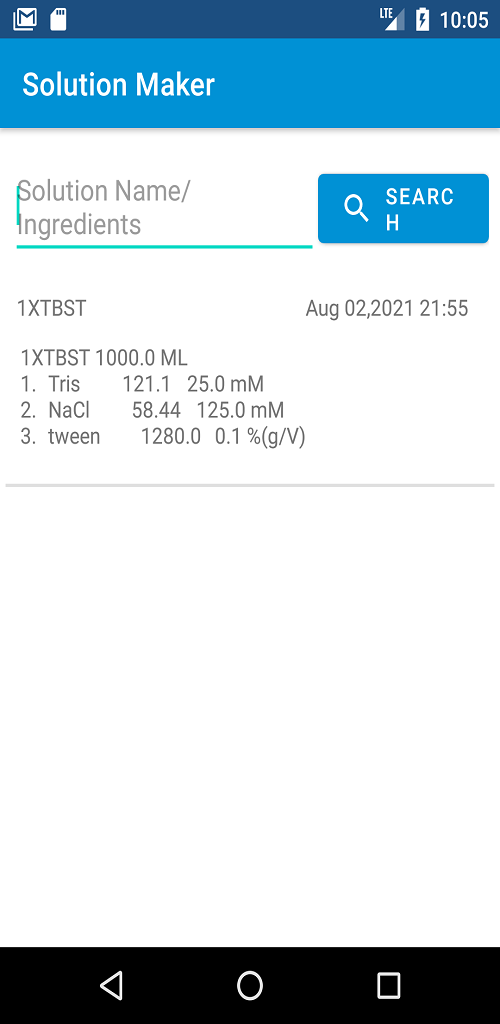 LTE 10:05
Solution Maker
Solution Name/
Ingredients
SEARC
H
1XTBST Aug 02,2021 21:55
1XTBST 1000.0 ML
1. Tris 121.1 25.0 mM
2. NaCl 58.44 125.0 mM
3. tween 1280.0 0.1 %(g/V)